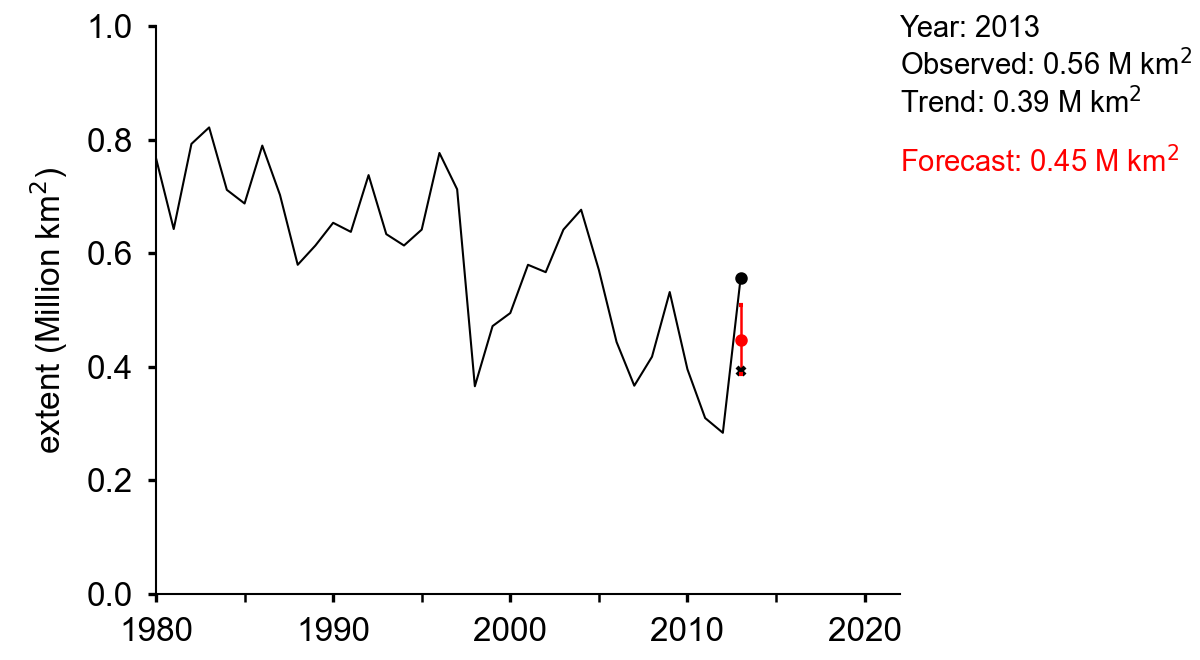 1.0
0.8
0.6
0.4
0.2
0.0
extent (Million km²)
1980 1990 2000 2010 2020
Year: 2013
Observed: 0.56 M km²
Trend: 0.39 M km²
Forecast: 0.45 M km²